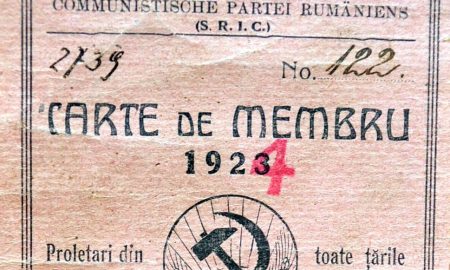 COMMUNISTISCHE PARTEI RUMÄNIENS
(S. R. I. C.)
2739 No. 122.
CARTE DE MEMBRU
1923 4
Proletari din toate țările